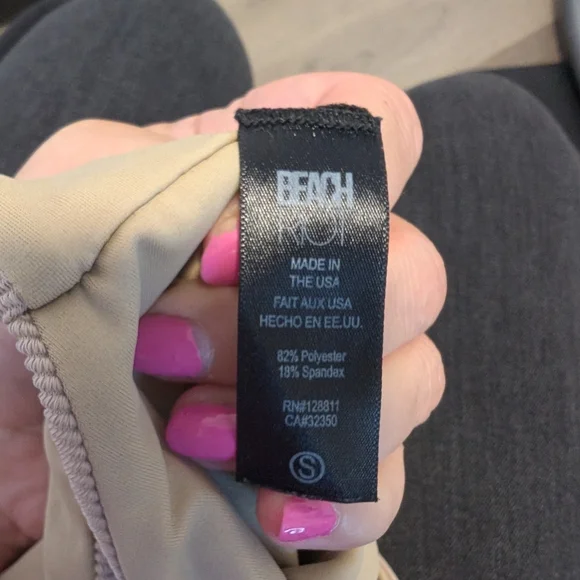 BEACH
RIOT
MADE IN
THE USA
FAIT AUX USA
HECHO EN EE.UU.
82% Polyester
18% Spandex
RN#128811
CA#32350
S